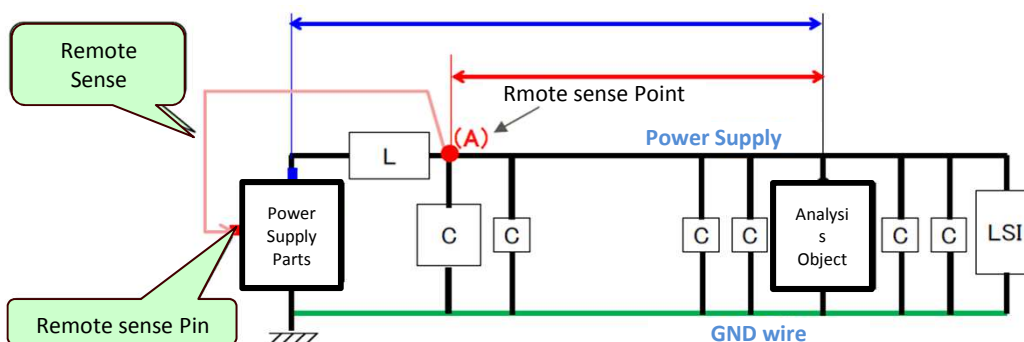 Remote
Sense
Rmote sense Point
(A)
Power Supply
L
Power
Supply
Parts
C
C
C
C
Analysi
s
Object
C
C
LSI
Remote sense Pin
GND wire